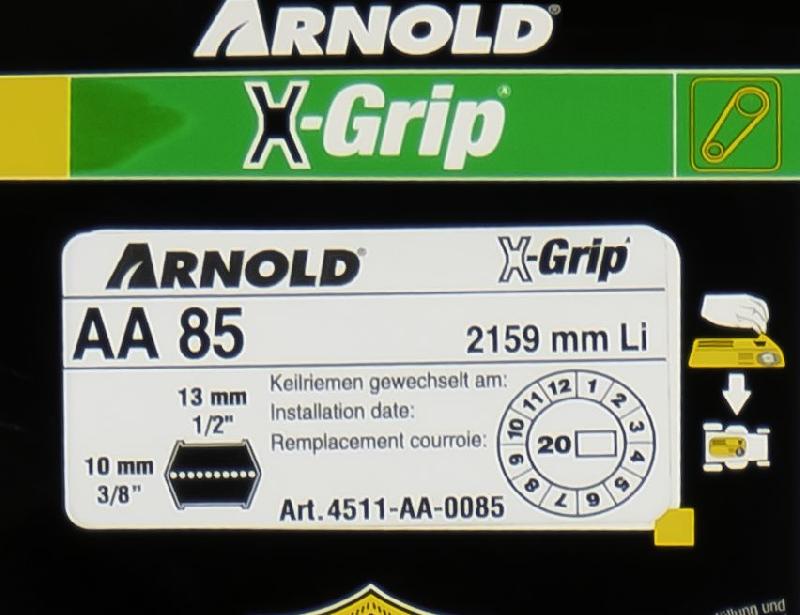 ARNOLD®
X-Grip®
ARNOLD®
X-Grip
AA 85
2159 mm Li
13 mm
1/2"
10 mm
3/8"
Keilriemen gewechselt am:
Installation date:
Remplacement courroie:
Art.4511-AA-0085
12 1 2 3 4 5 6 7 8 9 10 11
20
und